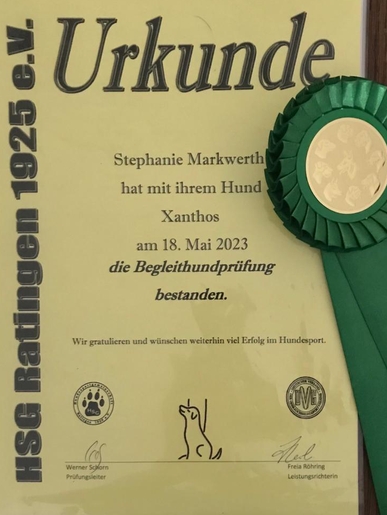 HSG Ratingen 1925 e.V.
Urkunde
Stephanie Markwerth
hat mit ihrem Hund
Xanthos
am 18. Mai 2023
die Begleithundprüfung
bestanden.
Wir gratulieren und wünschen weiterhin viel Erfolg im Hundesport.
Prüfungsleiter
Werner
Freia Röhring
Leistungsrichterin